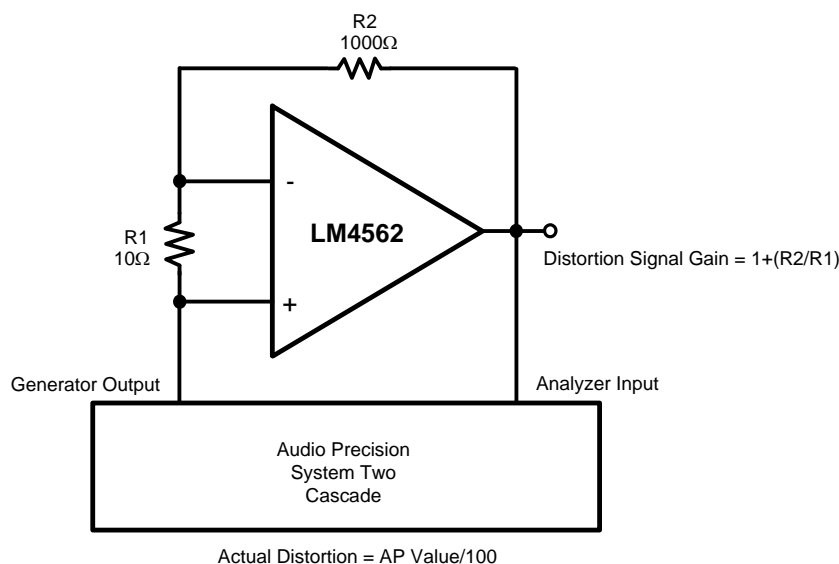 R2
1000Ω
-
LM4562
R1
10Ω
Distortion Signal Gain = 1+(R2/R1)
+
Generator Output
Analyzer Input
Audio Precision
System Two
Cascade
Actual Distortion = AP Value/100